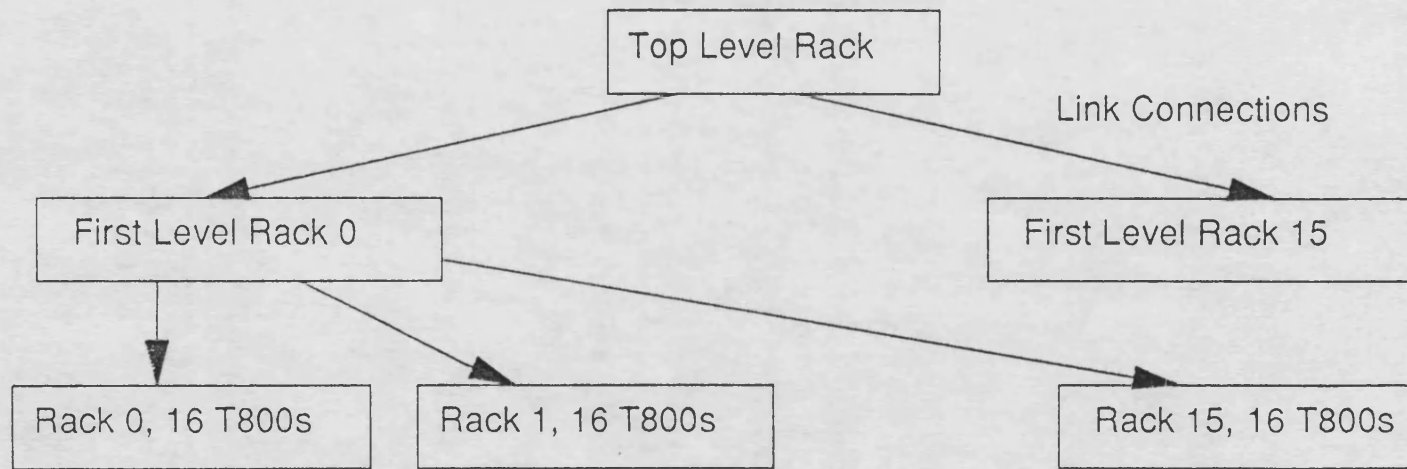 Top Level Rack
Link Connections
First Level Rack 0
First Level Rack 15
Rack 0, 16 T800s
Rack 1, 16 T800s
Rack 15, 16 T800s